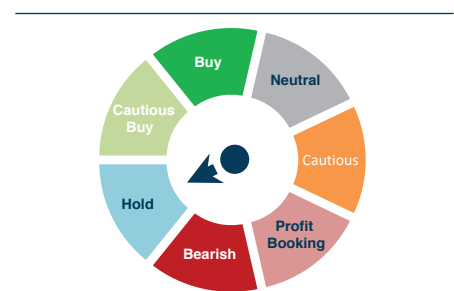 Buy
Neutral
Cautious
Buy
Cautious
Hold
Profit
Booking
Bearish